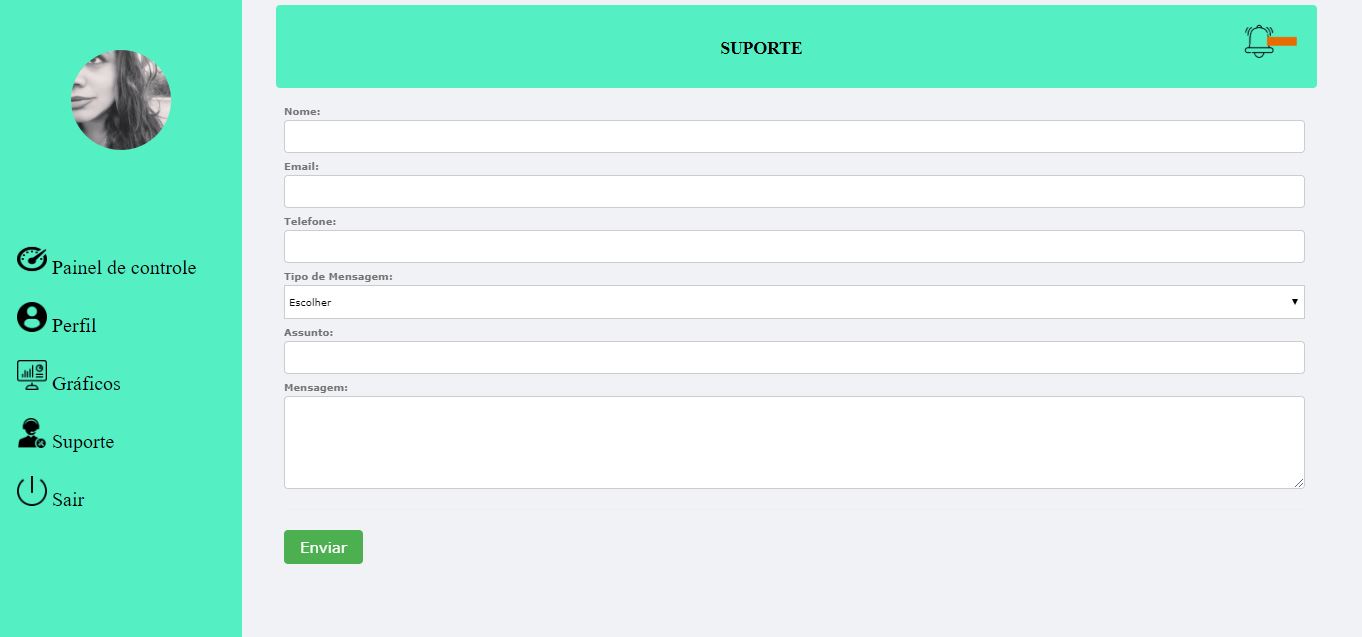 SUPORTE
Painel de controle
Perfil
Gráficos
Suporte
Sair
Nome:
Email:
Telefone:
Tipo de Mensagem:
Escolher
Assunto:
Mensagem:
Enviar